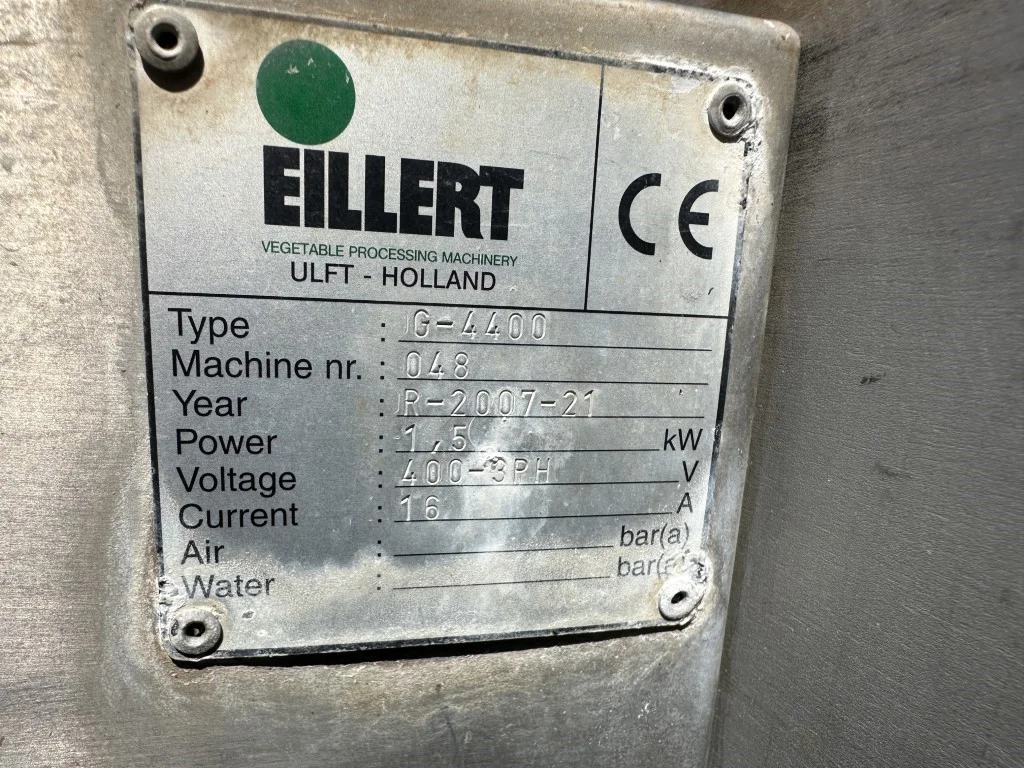 EILLERT
VEGETABLE PROCESSING MACHINERY
ULFT - HOLLAND
CE
Type : G-4400
Machine nr. : 048
Year : R-2007-21
Power : 1,5 kW
Voltage : 400-3PH V
Current : 16 A
Air : bar(a)
Water : bar(a)